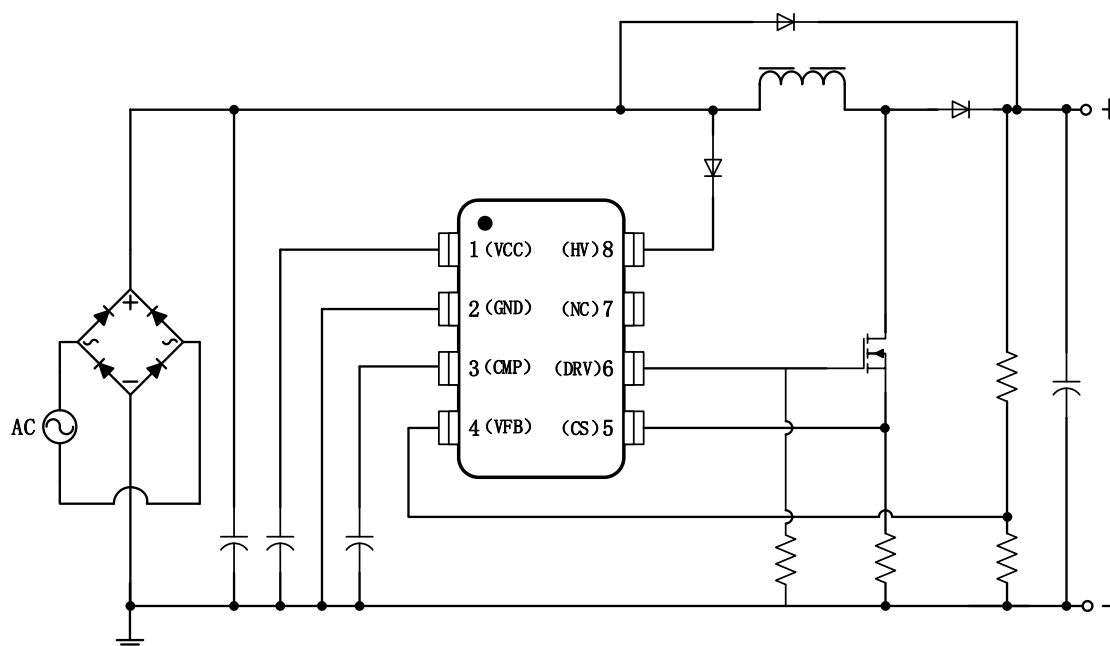 +
1(VCC) (HV)8
2(GND) (NC)7
3(CMP) (DRV)6
4(VFB) (CS)5
+
−
AC
−